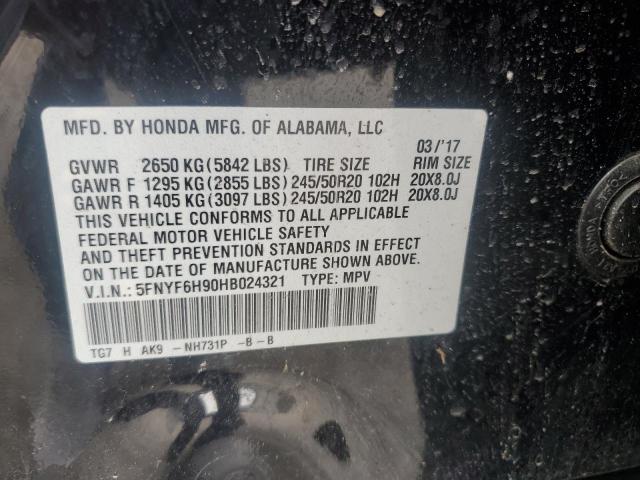 MFD. BY HONDA MFG. OF ALABAMA, LLC
03/'17
GVWR 2650 KG(5842 LBS) TIRE SIZE RIM SIZE
GAWR F 1295 KG(2855 LBS)245/50R20 102H 20X8.0J
GAWR R 1405 KG(3097 LBS)245/50R20 102H 20X8.0J
THIS VEHICLE CONFORMS TO ALL APPLICABLE
FEDERAL MOTOR VEHICLE SAFETY
AND THEFT PREVENTION STANDARDS IN EFFECT
ON THE DATE OF MANUFACTURE SHOWN ABOVE.
V.I.N.: 5FNYF6H90HB024321 TYPE: MPV
TG7 H AK9 -NH731P -B -B